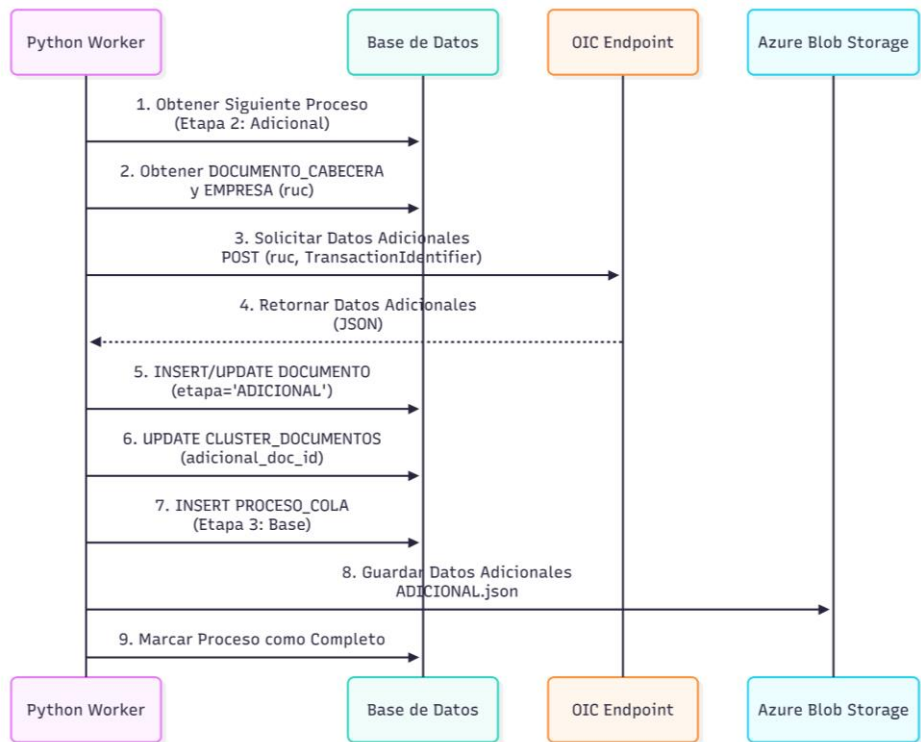 Python Worker
Base de Datos
OIC Endpoint
Azure Blob Storage
1. Obtener Siguiente Proceso
(Etapa 2: Adicional)
2. Obtener DOCUMENTO_CABECERA
y EMPRESA (ruc)
3. Solicitar Datos Adicionales
POST (ruc, TransactionIdentifier)
4. Retornar Datos Adicionales
(JSON)
5. INSERT/UPDATE DOCUMENTO
(etapa='ADICIONAL')
6. UPDATE CLUSTER_DOCUMENTOS
(adicional_doc_id)
7. INSERT PROCESO_COLA
(Etapa 3: Base)
8. Guardar Datos Adicionales
ADICIONAL.json
9. Marcar Proceso como Completo
Python Worker
Base de Datos
OIC Endpoint
Azure Blob Storage